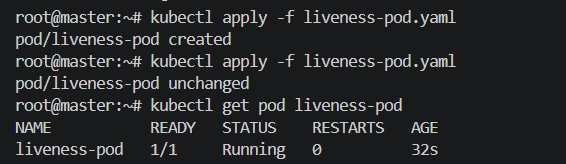 root@master:~# kubectl apply -f liveness-pod.yaml
pod/liveness-pod created
root@master:~# kubectl apply -f liveness-pod.yaml
pod/liveness-pod unchanged
root@master:~# kubectl get pod liveness-pod
NAME           READY   STATUS    RESTARTS   AGE
liveness-pod   1/1     Running   0          32s